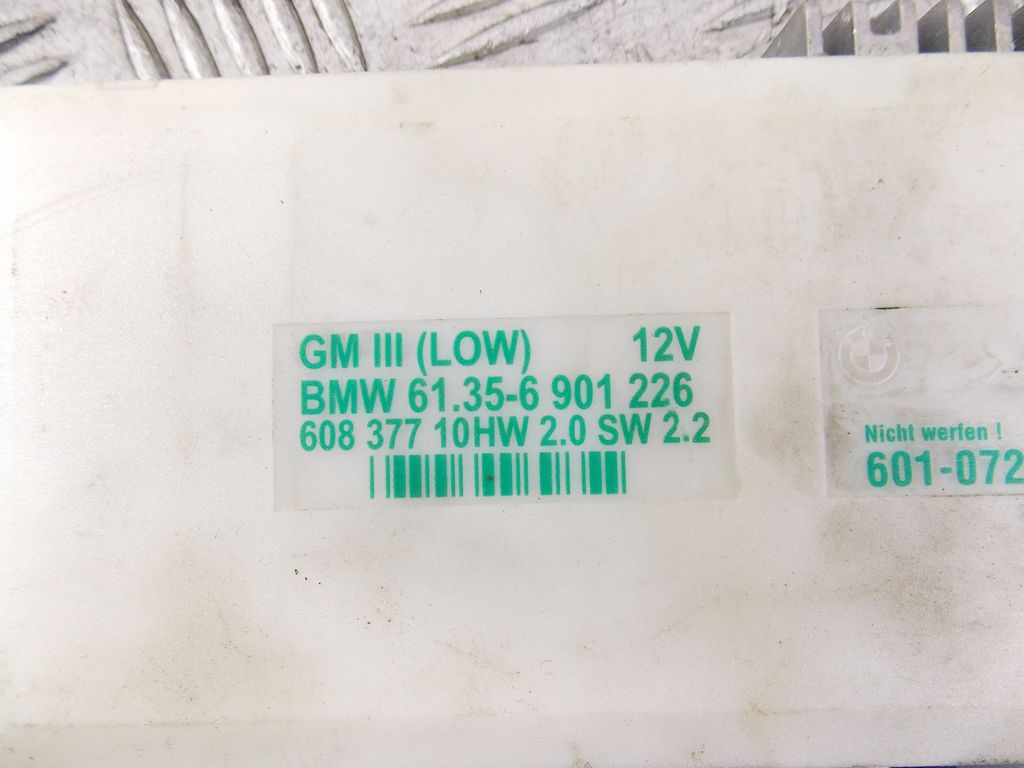 GM III (LOW) 12V
BMW 61.35-6 901 226
608 377 10HW 2.0 SW 2.2
Nicht werfen !
601-072